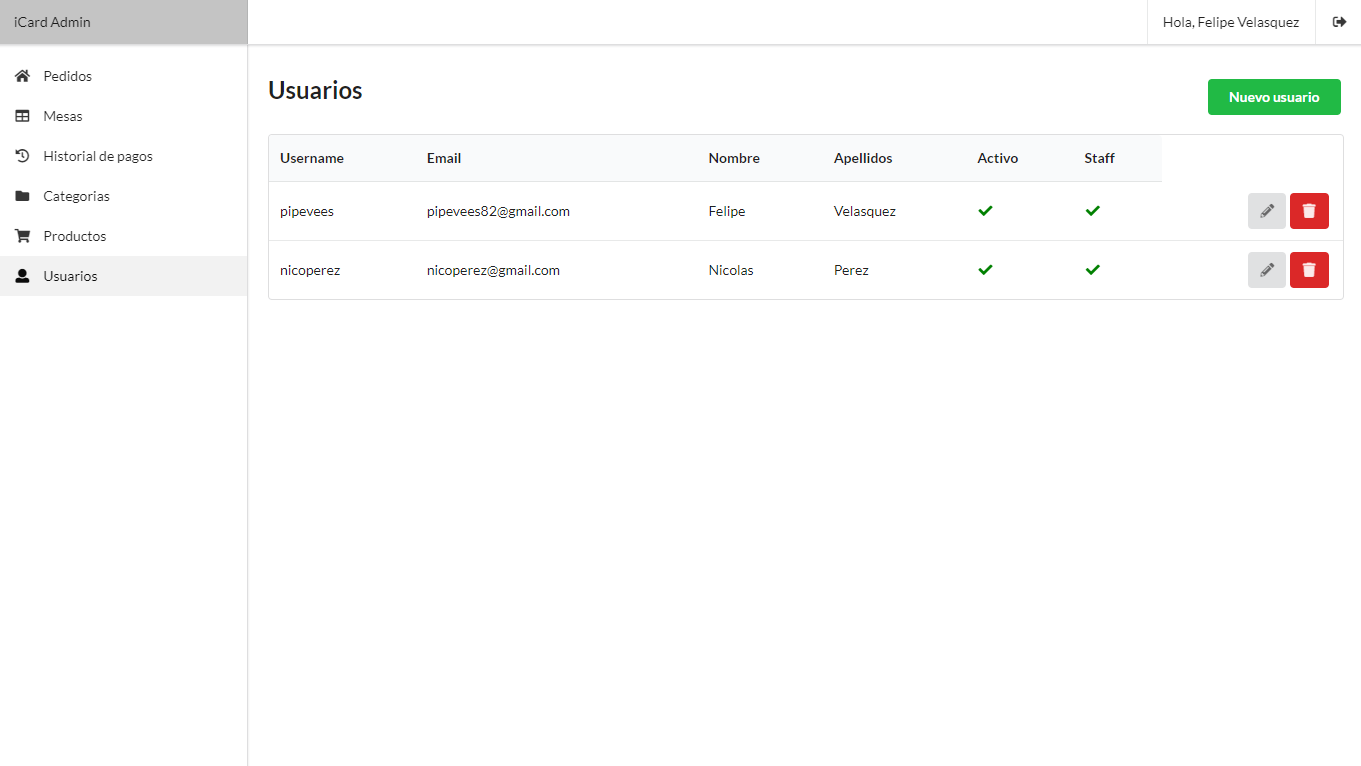 iCard Admin
Hola, Felipe Velasquez
Pedidos
Mesas
Historial de pagos
Categorias
Productos
Usuarios
Usuarios
Nuevo usuario
Username Email Nombre Apellidos Activo Staff
pipevees pipevees82@gmail.com Felipe Velasquez
nicoperez nicoperez@gmail.com Nicolas Perez